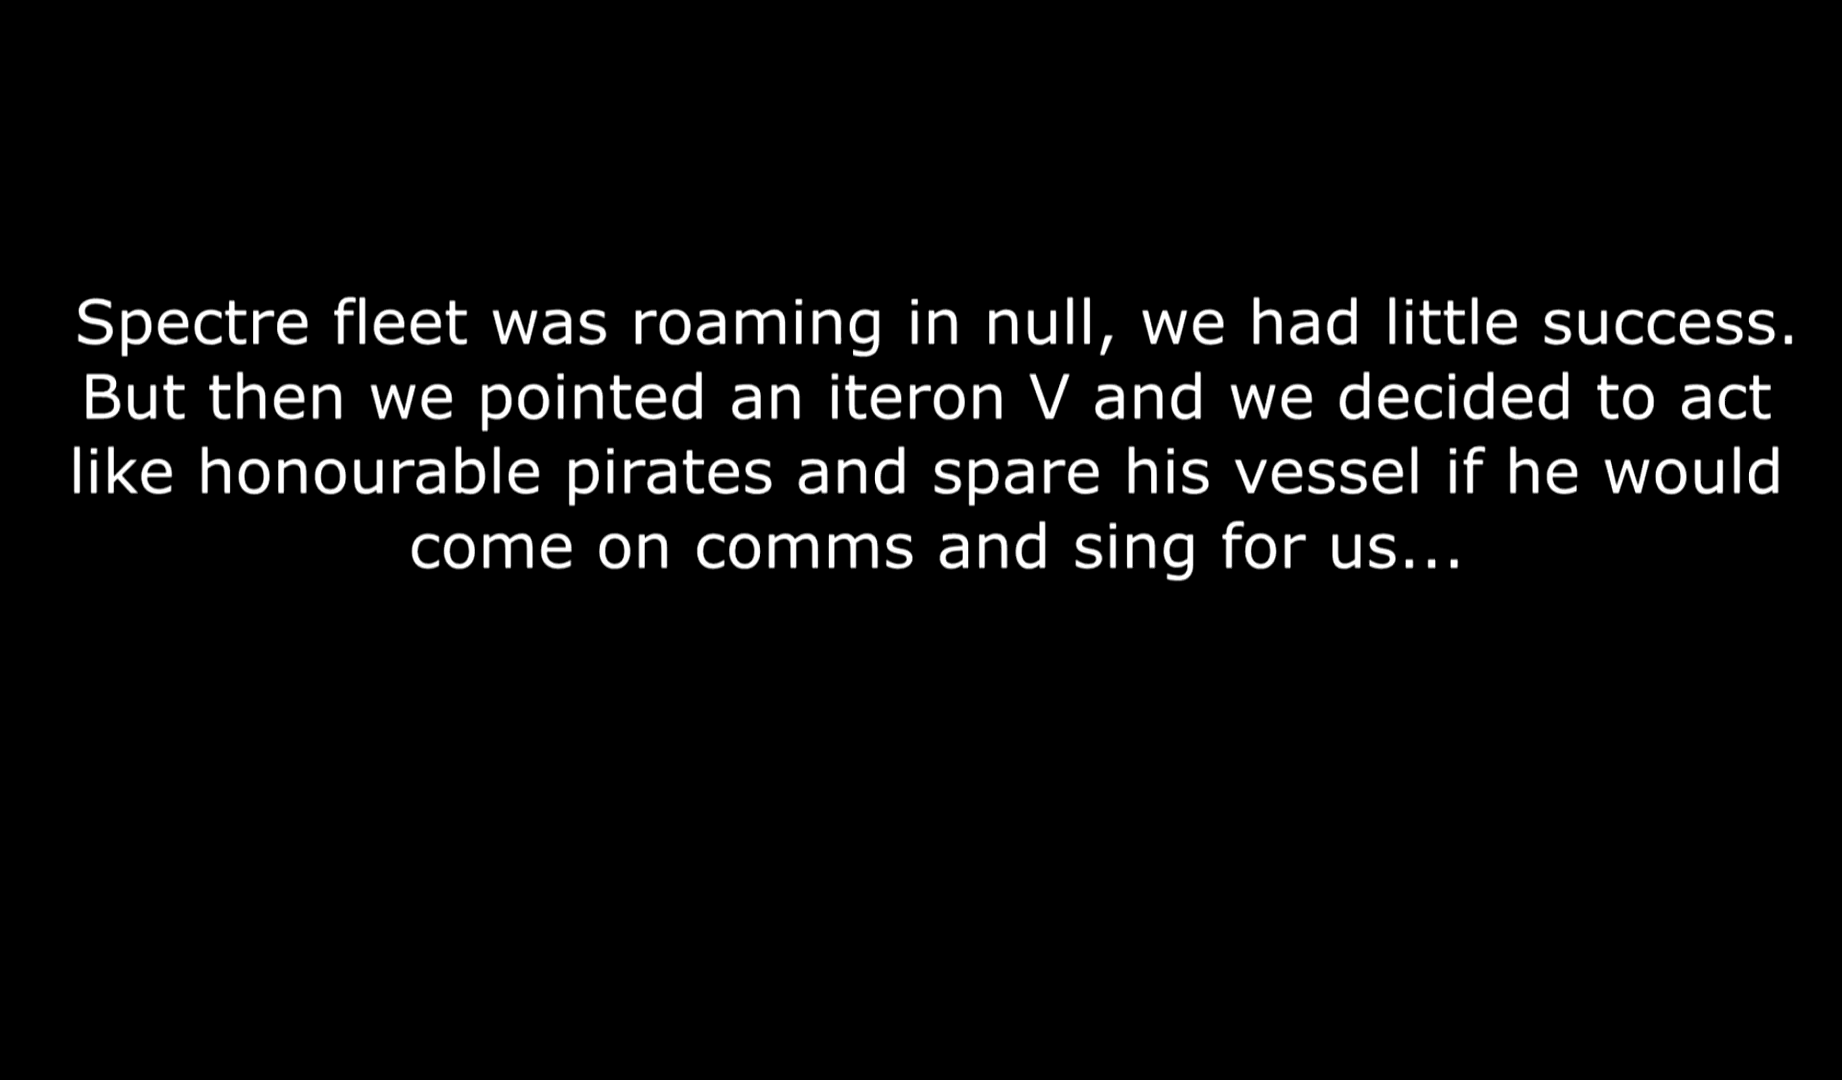 Spectre fleet was roaming in null, we had little success.
But then we pointed an iteron V and we decided to act
like honourable pirates and spare his vessel if he would
come on comms and sing for us...